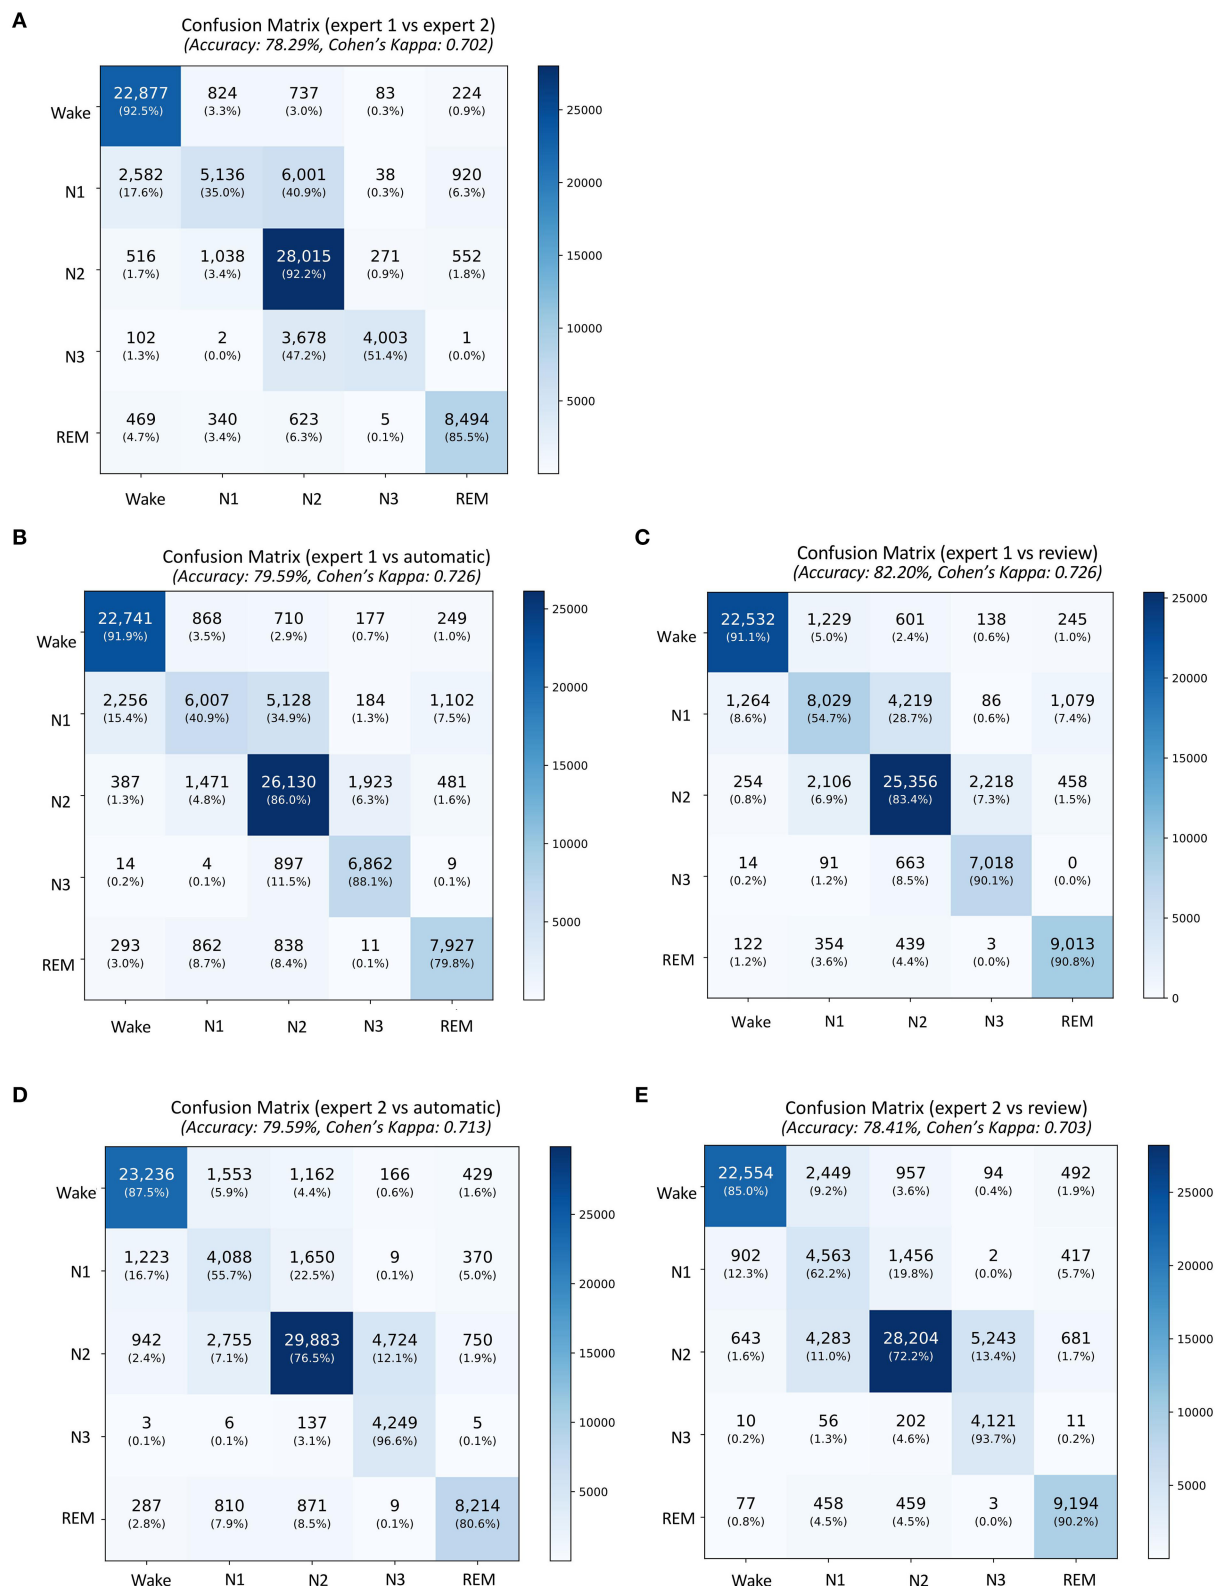 A
Confusion Matrix (expert 1 vs expert 2)
(Accuracy: 78.29%, Cohen's Kappa: 0.702)
Wake 22,877 824 737 83 224
(92.5%) (3.3%) (3.0%) (0.3%) (0.9%)
N1 2,582 5,136 6,001 38 920
(17.6%) (35.0%) (40.9%) (0.3%) (6.3%)
N2 516 1,038 28,015 271 552
(1.7%) (3.4%) (92.2%) (0.9%) (1.8%)
N3 102 2 3,678 4,003 1
(1.3%) (0.0%) (47.2%) (51.4%) (0.0%)
REM 469 340 623 5 8,494
(4.7%) (3.4%) (6.3%) (0.1%) (85.5%)
Wake N1 N2 N3 REM
25000
20000
15000
10000
5000
B
Confusion Matrix (expert 1 vs automatic)
(Accuracy: 79.59%, Cohen's Kappa: 0.726)
Wake 22,741 868 710 177 249
(91.9%) (3.5%) (2.9%) (0.7%) (1.0%)
N1 2,256 6,007 5,128 184 1,102
(15.4%) (40.9%) (34.9%) (1.3%) (7.5%)
N2 387 1,471 26,130 1,923 481
(1.3%) (4.8%) (86.0%) (6.3%) (1.6%)
N3 14 4 897 6,862 9
(0.2%) (0.1%) (11.5%) (88.1%) (0.1%)
REM 293 862 838 11 7,927
(3.0%) (8.7%) (8.4%) (0.1%) (79.8%)
Wake N1 N2 N3 REM
25000
20000
15000
10000
5000
C
Confusion Matrix (expert 1 vs review)
(Accuracy: 82.20%, Cohen's Kappa: 0.726)
Wake 22,532 1,229 601 138 245
(91.1%) (5.0%) (2.4%) (0.6%) (1.0%)
N1 1,264 8,029 4,219 86 1,079
(8.6%) (54.7%) (28.7%) (0.6%) (7.4%)
N2 254 2,106 25,356 2,218 458
(0.8%) (6.9%) (83.4%) (7.3%) (1.5%)
N3 14 91 663 7,018 0
(0.2%) (1.2%) (8.5%) (90.1%) (0.0%)
REM 122 354 439 3 9,013
(1.2%) (3.6%) (4.4%) (0.0%) (90.8%)
Wake N1 N2 N3 REM
25000
20000
15000
10000
5000
0
D
Confusion Matrix (expert 2 vs automatic)
(Accuracy: 79.59%, Cohen's Kappa: 0.713)
Wake 23,236 1,553 1,162 166 429
(87.5%) (5.9%) (4.4%) (0.6%) (1.6%)
N1 1,223 4,088 1,650 9 370
(16.7%) (55.7%) (22.5%) (0.1%) (5.0%)
N2 942 2,755 29,883 4,724 750
(2.4%) (7.1%) (76.5%) (12.1%) (1.9%)
N3 3 6 137 4,249 5
(0.1%) (0.1%) (3.1%) (96.6%) (0.1%)
REM 287 810 871 9 8,214
(2.8%) (7.9%) (8.5%) (0.1%) (80.6%)
Wake N1 N2 N3 REM
25000
20000
15000
10000
5000
E
Confusion Matrix (expert 2 vs review)
(Accuracy: 78.41%, Cohen's Kappa: 0.703)
Wake 22,554 2,449 957 94 492
(85.0%) (9.2%) (3.6%) (0.4%) (1.9%)
N1 902 4,563 1,456 2 417
(12.3%) (62.2%) (19.8%) (0.0%) (5.7%)
N2 643 4,283 28,204 5,243 681
(1.6%) (11.0%) (72.2%) (13.4%) (1.7%)
N3 10 56 202 4,121 11
(0.2%) (1.3%) (4.6%) (93.7%) (0.2%)
REM 77 458 459 3 9,194
(0.8%) (4.5%) (4.5%) (0.0%) (90.2%)
Wake N1 N2 N3 REM
25000
20000
15000
10000
5000